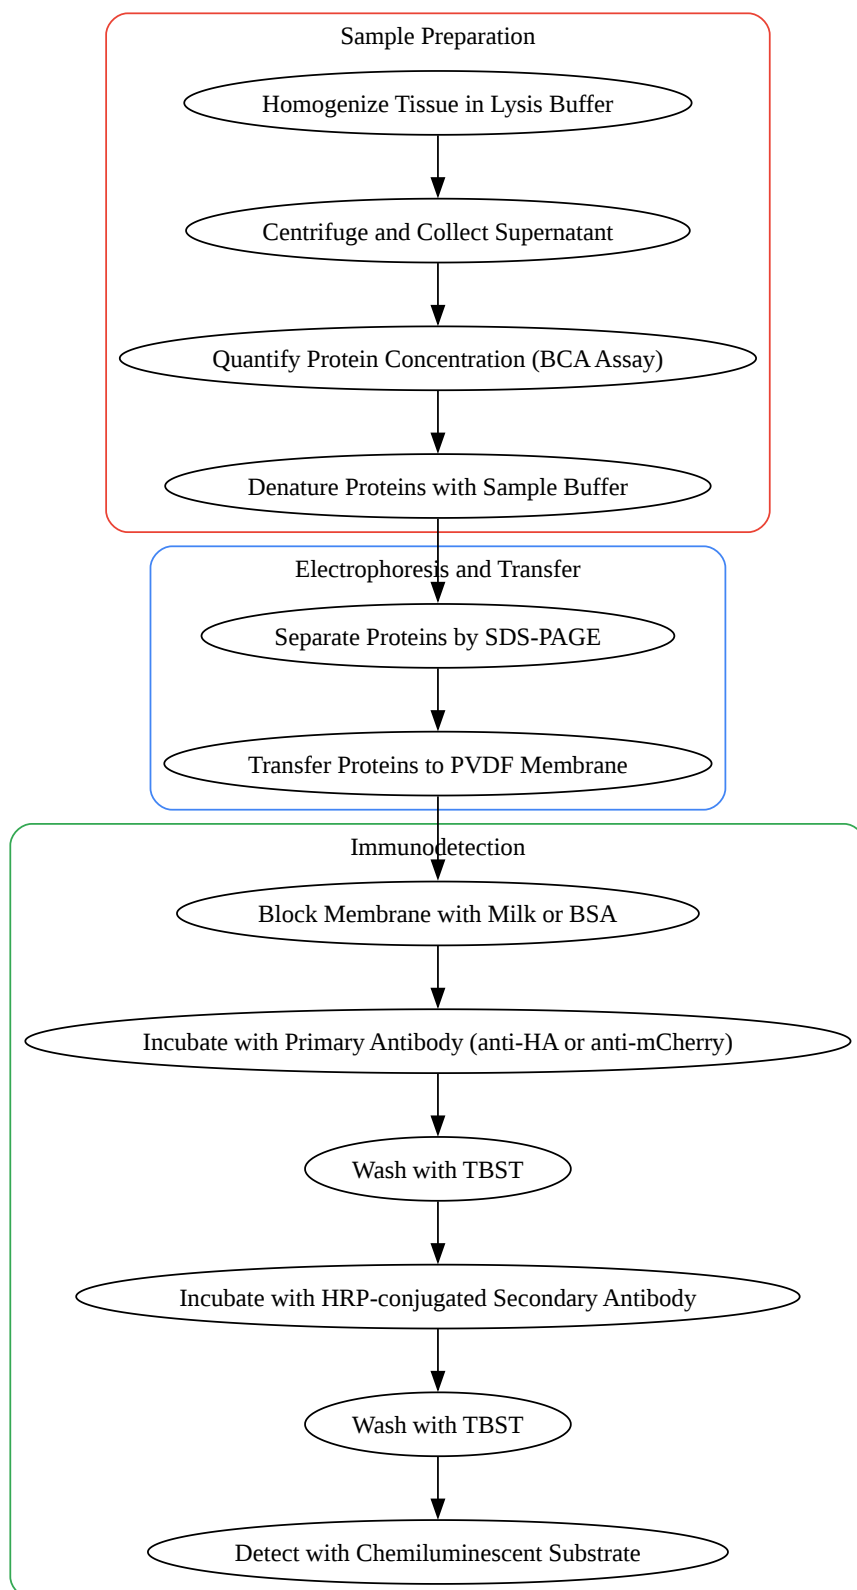 Sample Preparation
Homogenize Tissue in Lysis Buffer
Centrifuge and Collect Supernatant
Quantify Protein Concentration (BCA Assay)
Denature Proteins with Sample Buffer
Electrophoresis and Transfer
Separate Proteins by SDS-PAGE
Transfer Proteins to PVDF Membrane
Immunodetection
Block Membrane with Milk or BSA
Incubate with Primary Antibody (anti-HA or anti-mCherry)
Wash with TBST
Incubate with HRP-conjugated Secondary Antibody
Wash with TBST
Detect with Chemiluminescent Substrate